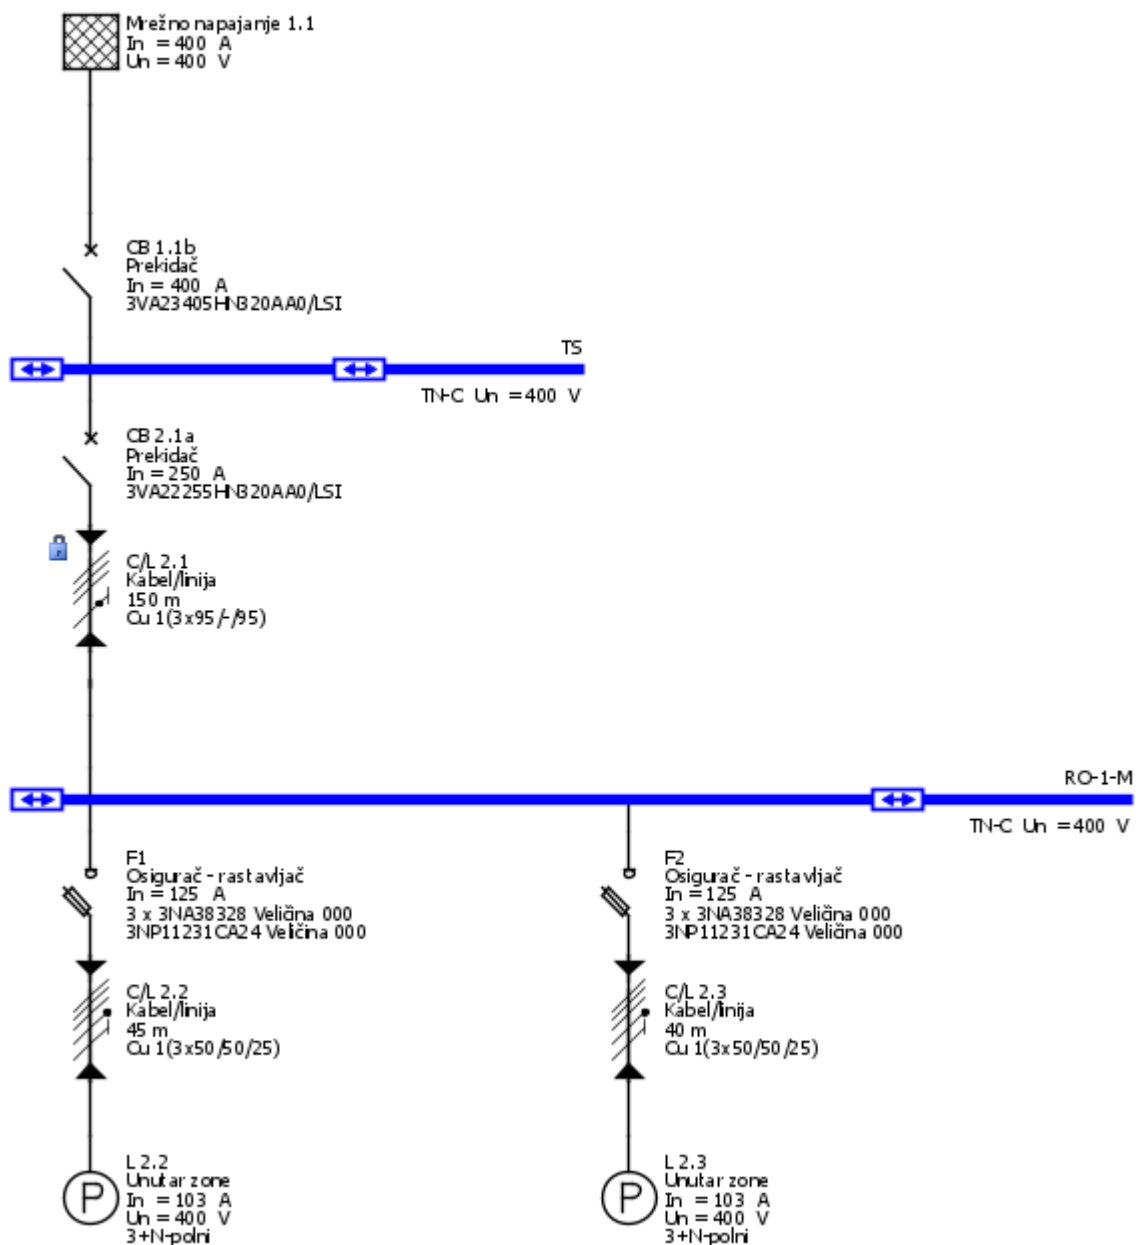 Mrežno napajanje 1.1
In = 400 A
Un = 400 V
CB 1.1b
Prekidač
In = 400 A
3VA23405HN320AA0/LSI
TS
TN-C Un = 400 V
CB 2.1a
Prekidač
In = 250 A
3VA22255HN320AA0/LSI
C/L 2.1
Kabel/linija
150 m
Cu 1(3x95/-/95)
RO-1-M
TN-C Un = 400 V
F1
Osigurač - rastavljač
In = 125 A
3 x 3NA38328 Veličina 000
3NP11231CA24 Veličina 000
F2
Osigurač - rastavljač
In = 125 A
3 x 3NA38328 Veličina 000
3NP11231CA24 Veličina 000
C/L 2.2
Kabel/linija
45 m
Cu 1(3x50/50/25)
C/L 2.3
Kabel/linija
40 m
Cu 1(3x50/50/25)
P
L 2.2
Unutar zone
In = 103 A
Un = 400 V
3+N-polni
P
L 2.3
Unutar zone
In = 103 A
Un = 400 V
3+N-polni